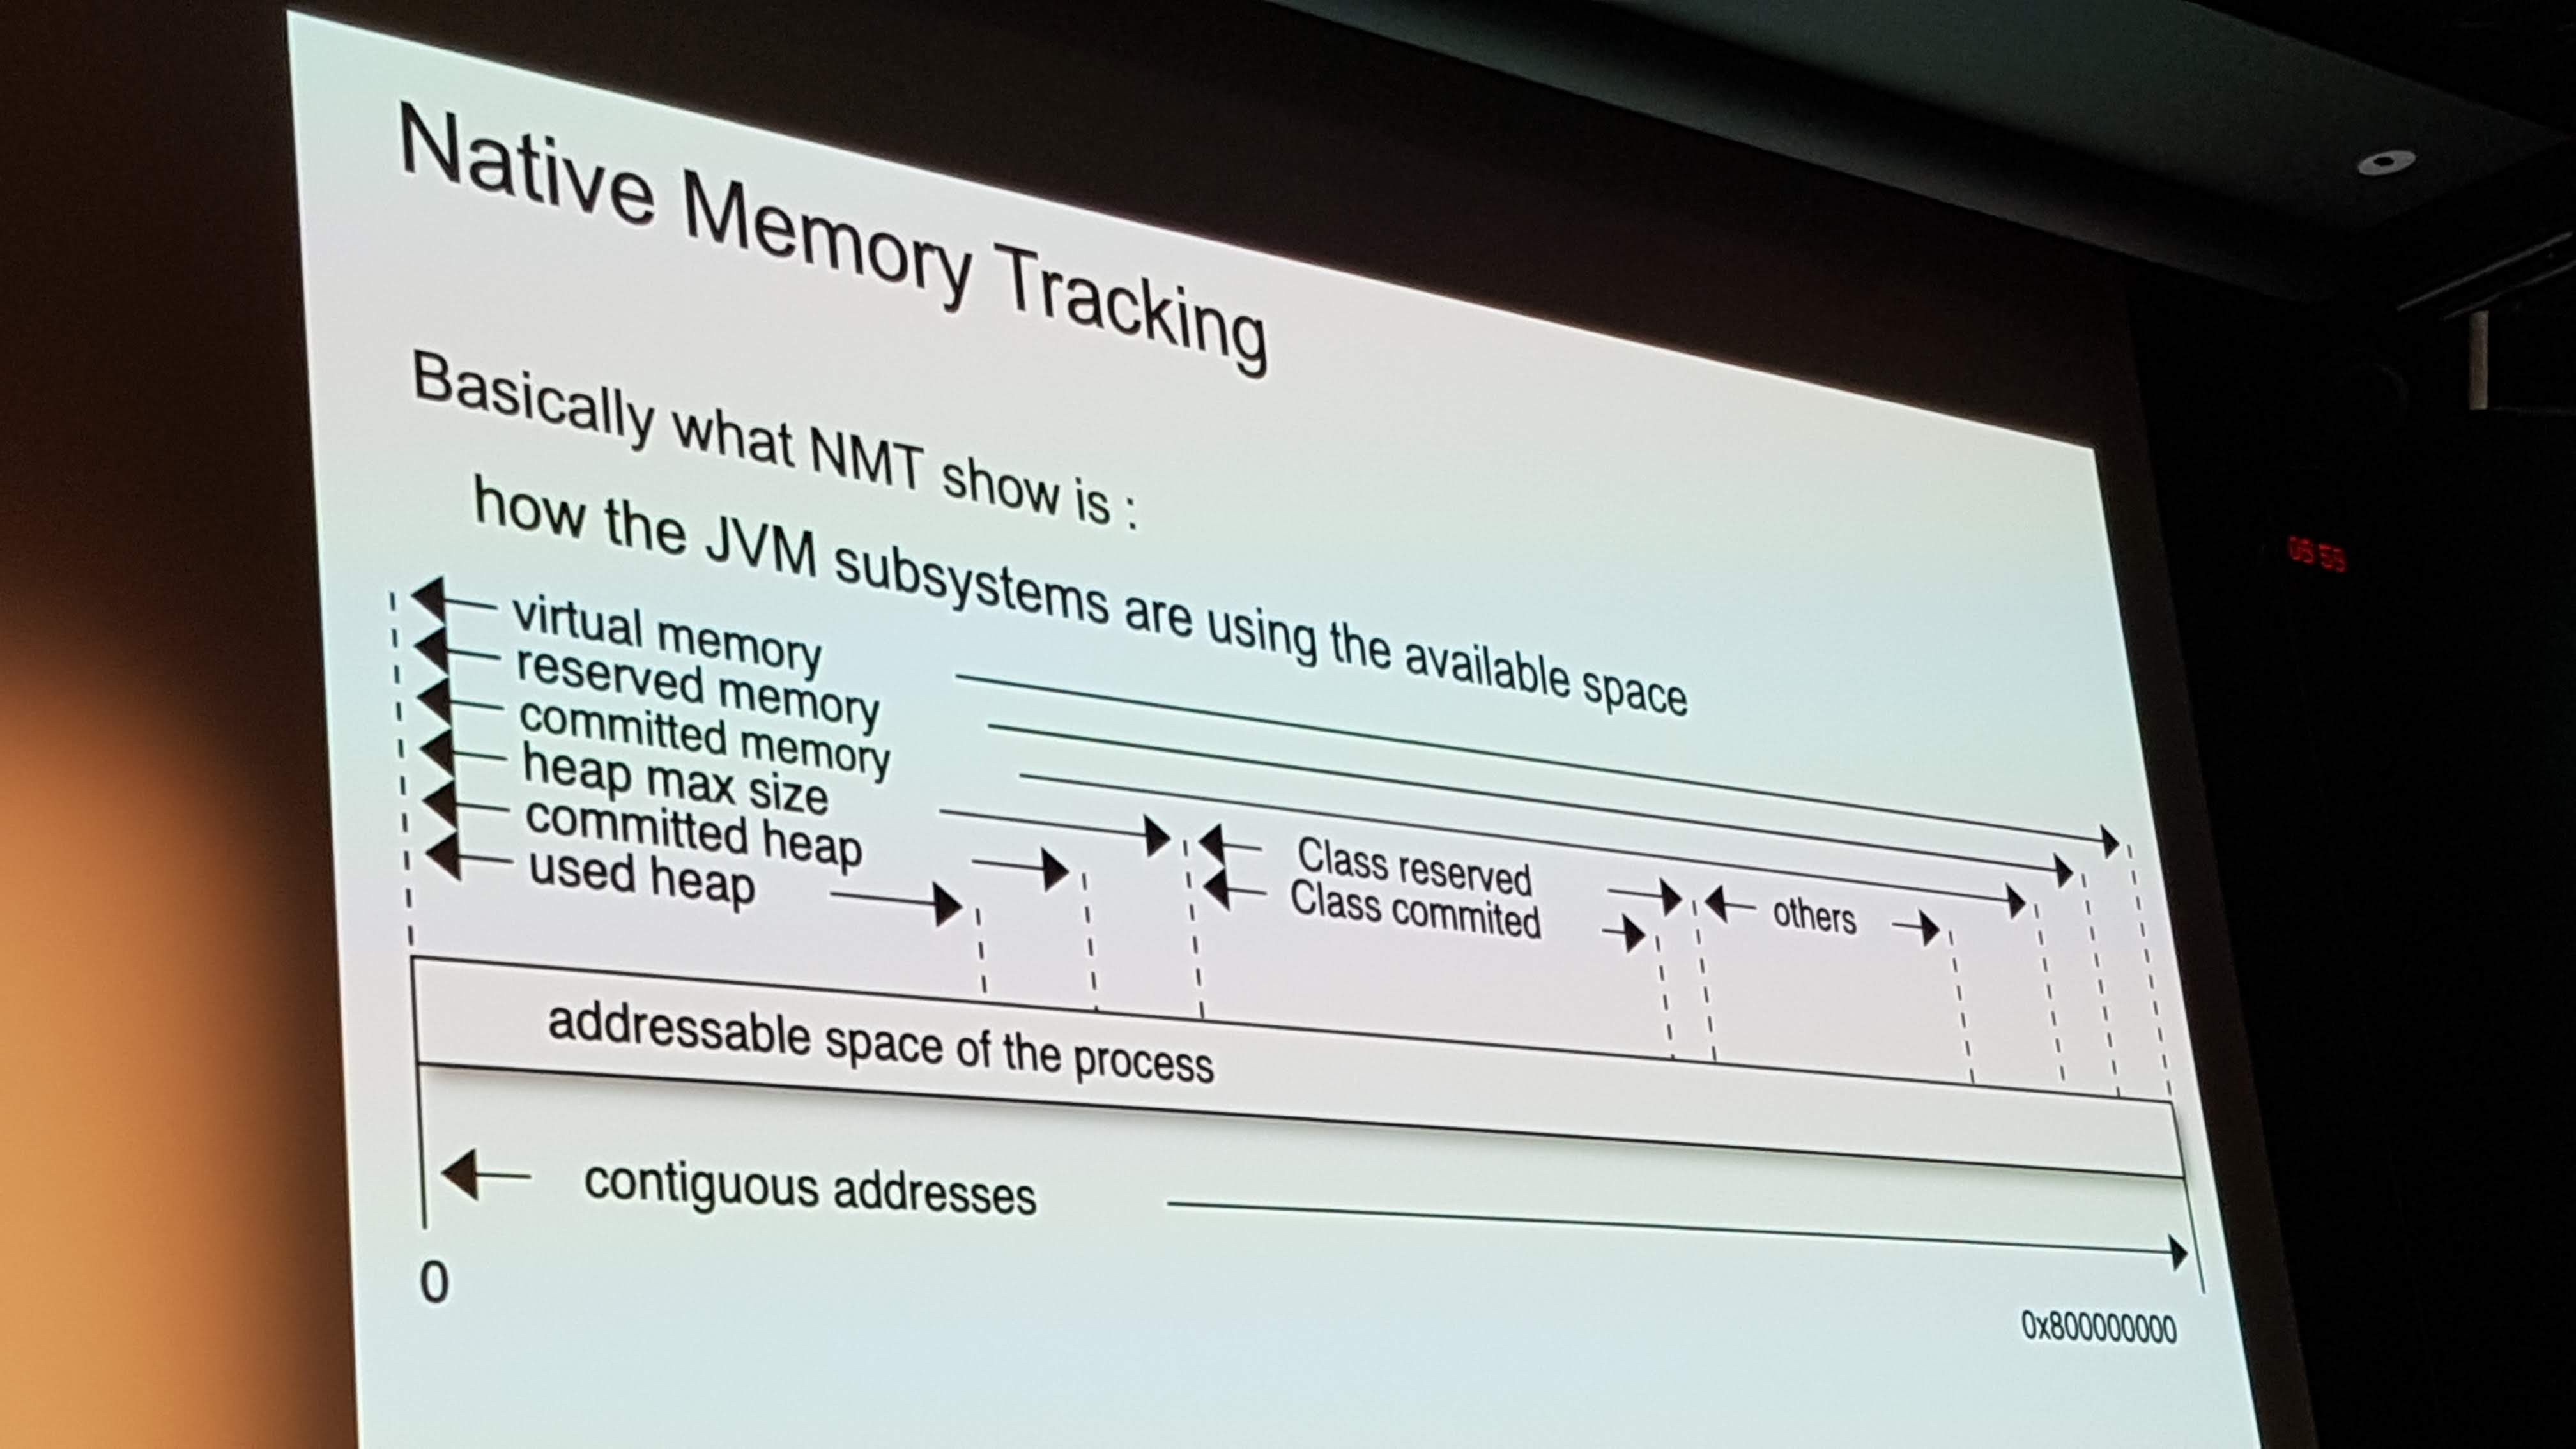 Native Memory Tracking
Basically what NMT show is :
how the JVM subsystems are using the available space
virtual memory
reserved memory
committed memory
heap max size
committed heap
used heap
Class reserved
Class commited
others
addressable space of the process
contiguous addresses
0
0x800000000